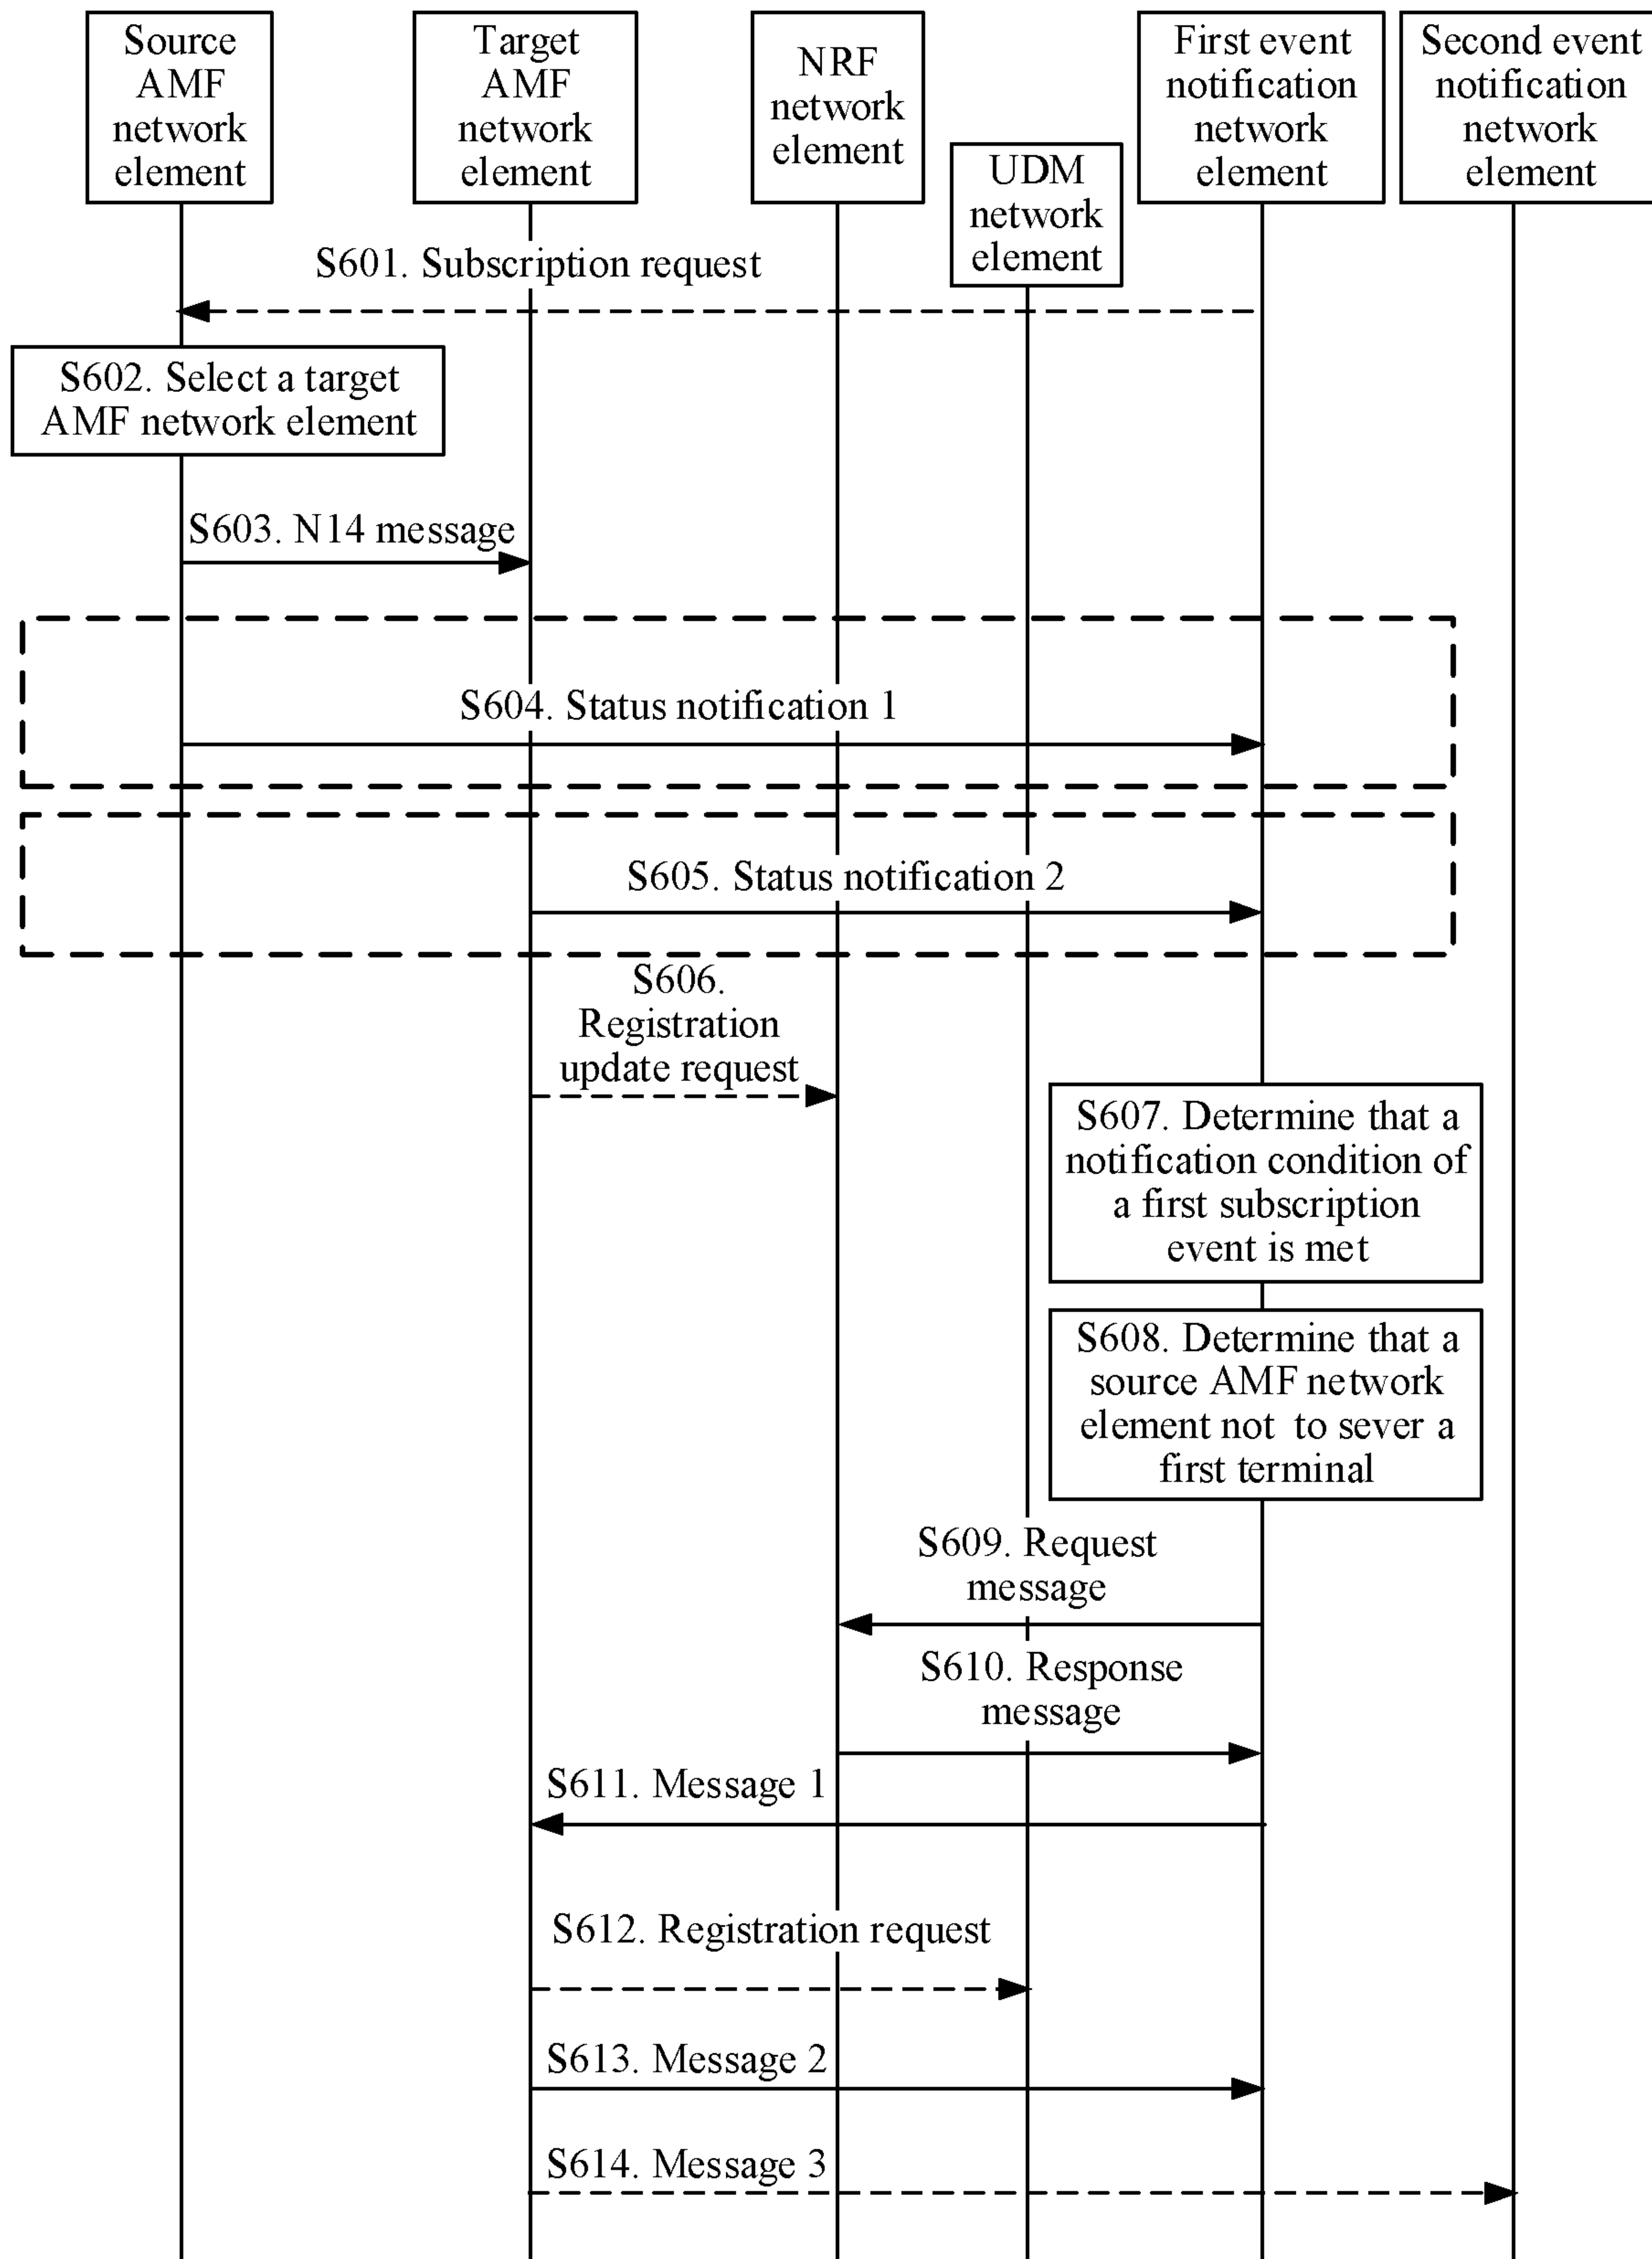 Source
AMF
network
element
Target
AMF
network
element
NRF
network
element
UDM
network
element
First event
notification
network
element
Second event
notification
network
element
S601. Subscription request
S602. Select a target
AMF network element
S603. N14 message
S604. Status notification 1
S605. Status notification 2
S606.
Registration
update request
S607. Determine that a
notification condition of
a first subscription
event is met
S608. Determine that a
source AMF network
element not to sever a
first terminal
S609. Request
message
S610. Response
message
S611. Message 1
S612. Registration request
S613. Message 2
S614. Message 3